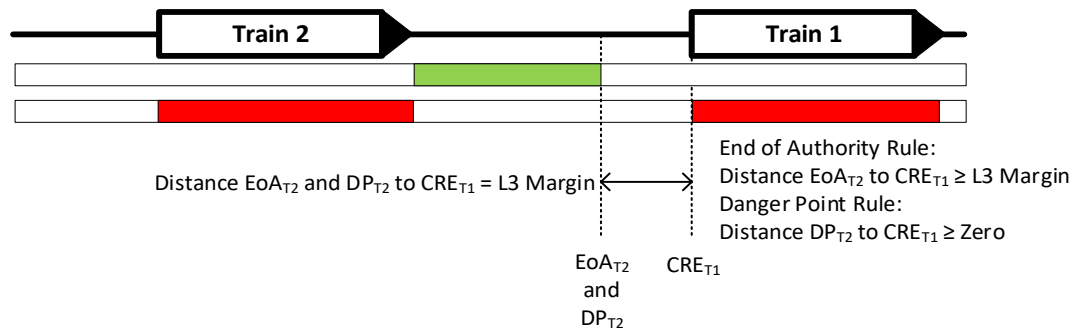 Train 2
Train 1
End of Authority Rule:
Distance EoA_T2 to CRE_T1 ≥ L3 Margin
Danger Point Rule:
Distance DP_T2 to CRE_T1 ≥ Zero
Distance EoA_T2 and DP_T2 to CRE_T1 = L3 Margin
EoA_T2
and
DP_T2
CRE_T1